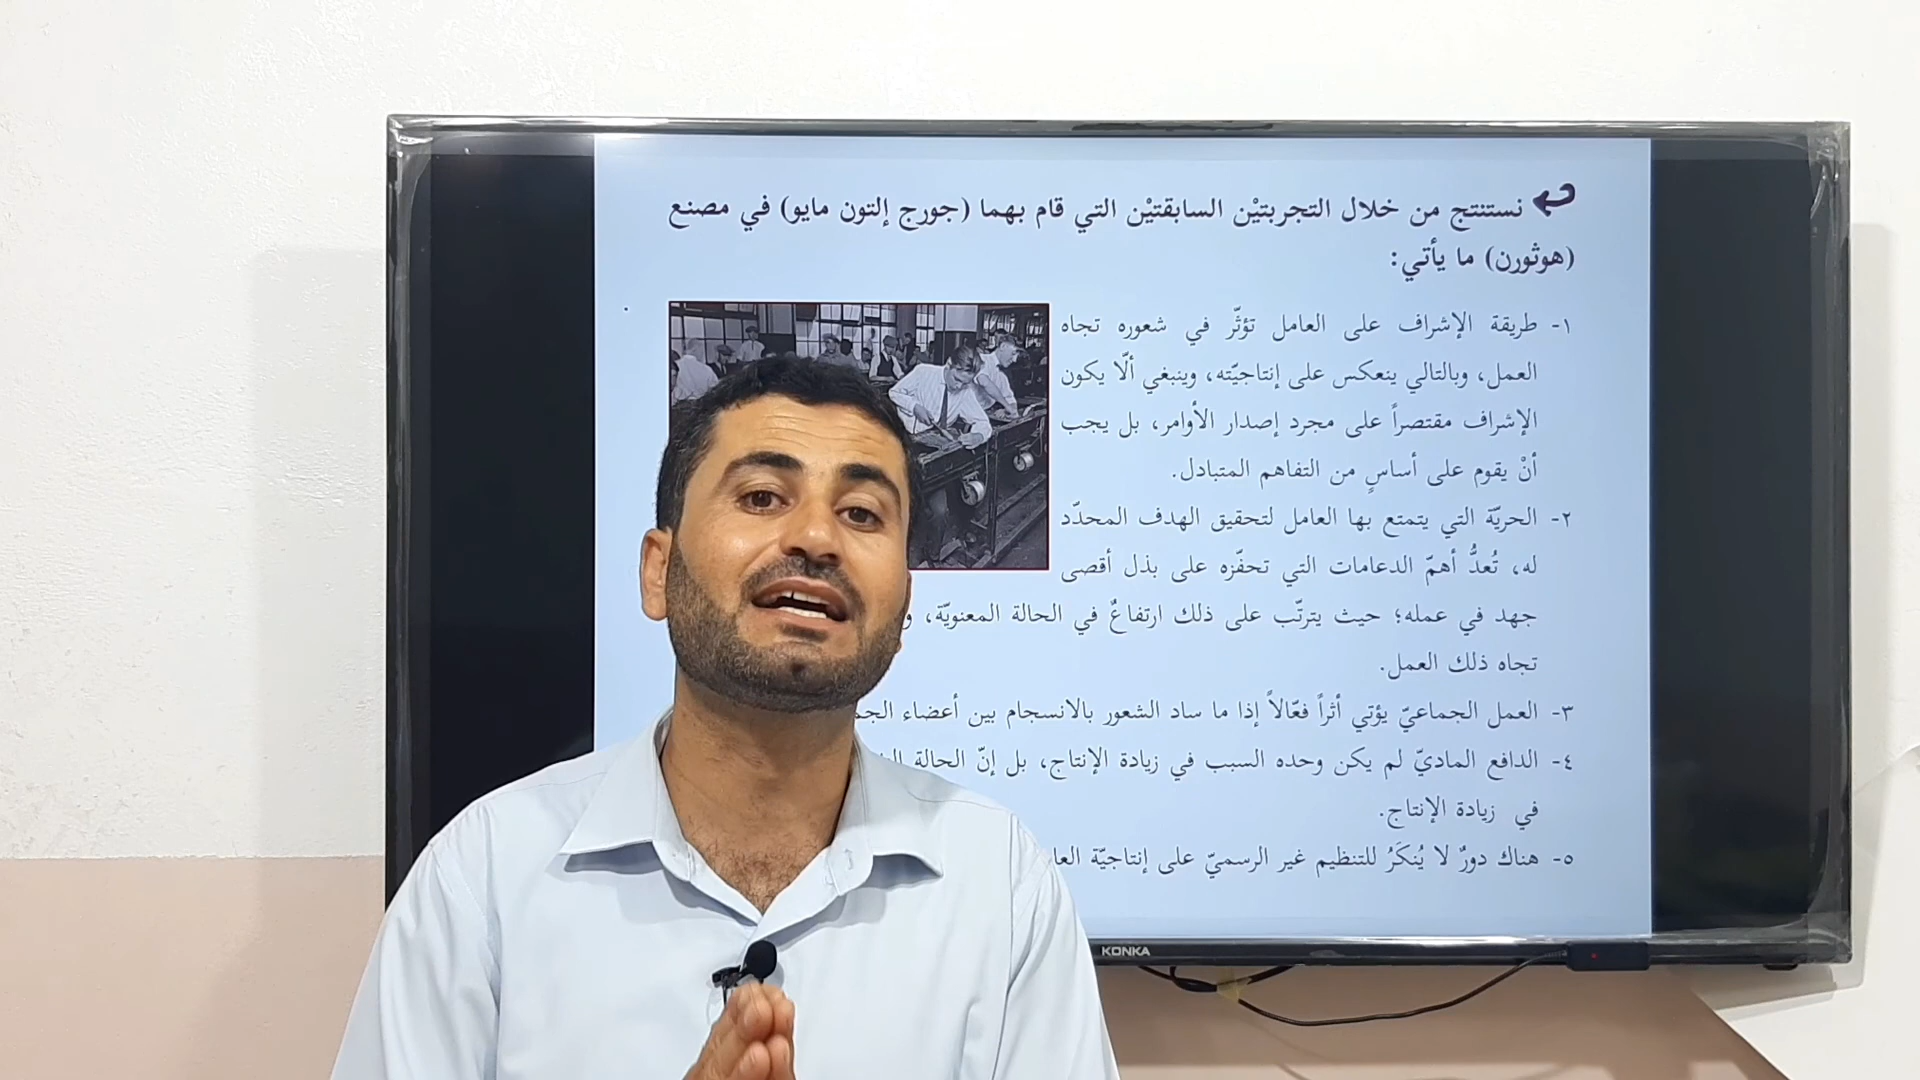 نستنتج من خلال التجربتيْن السابقتيْن التي قام بهما (جورج إلتون مايو) في مصنع
(هوثورن) ما يأتي:
١- طريقة الإشراف على العامل تؤثّر في شعوره تجاه
العمل، وبالتالي ينعكس على إنتاجيّته، وينبغي ألّا يكون
الإشراف مقتصراً على مجرد إصدار الأوامر، بل يجب
أنْ يقوم على أساسٍ من التفاهم المتبادل.
٢- الحريّة التي يتمتع بها العامل لتحقيق الهدف المحدّد
له، تُعدُّ أهمّ الدعامات التي تحفّزه على بذل أقصى
جهد في عمله؛ حيث يترتّب على ذلك ارتفاعٌ في الحالة المعنويّة،
تجاه ذلك العمل.
٣- العمل الجماعيّ يؤتي أثراً فعّالاً إذا ما ساد الشعور بالانسجام بين أعضاء
٤- الدافع الماديّ لم يكن وحده السبب في زيادة الإنتاج، بل إنّ الحالة
في زيادة الإنتاج.
٥- هناك دورٌ لا يُنكَرُ للتنظيم غير الرسميّ على إنتاجيّة
KONKA